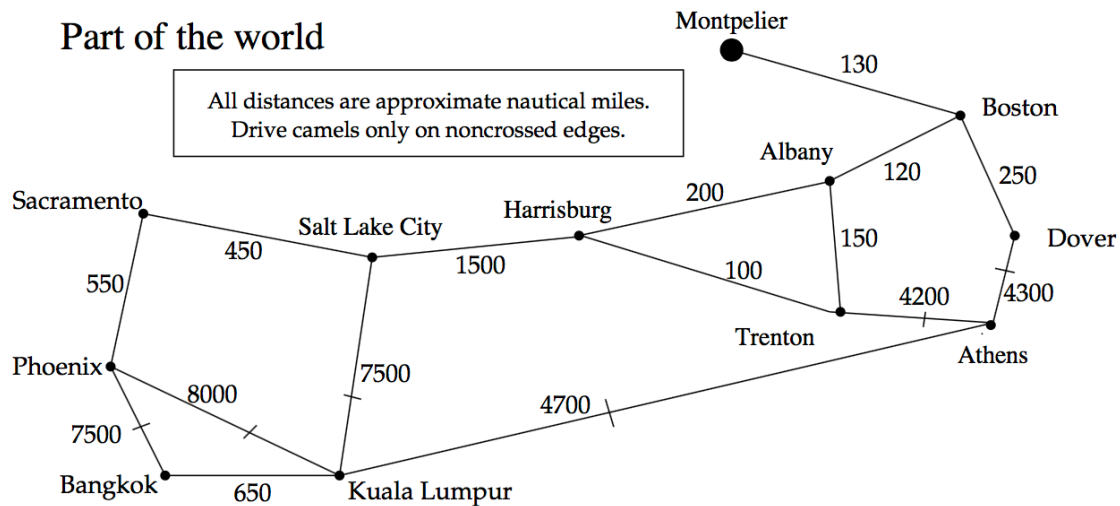 Part of the world
Montpelier
All distances are approximate nautical miles.
Drive camels only on noncrossed edges.
130
Boston
Albany
120
250
Sacramento
200
Harrisburg
Salt Lake City
450
1500
150
Dover
550
100
4200
4300
Trenton
Athens
Phoenix
8000
7500
4700
7500
Bangkok
650
Kuala Lumpur